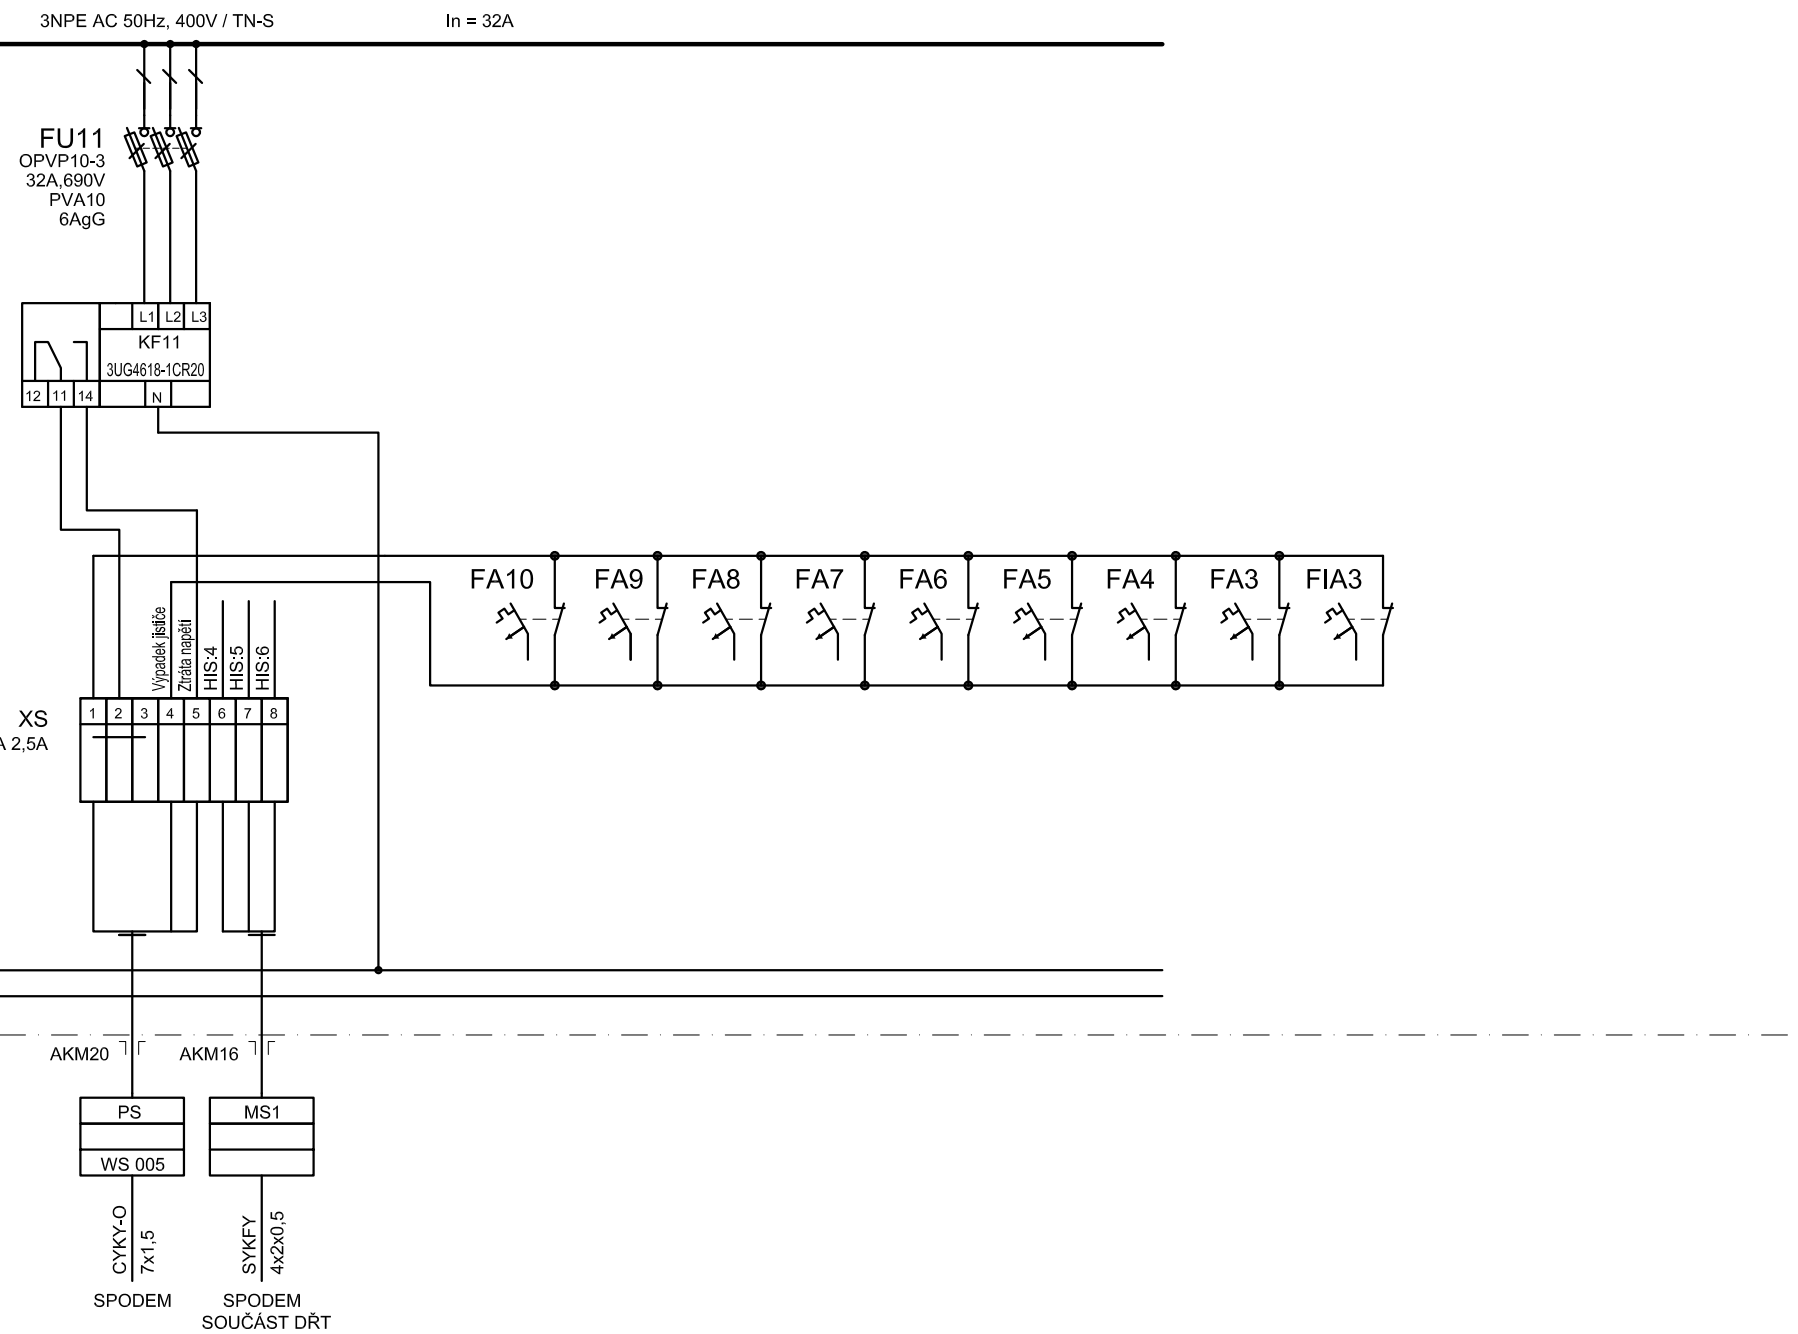 3NPE AC 50Hz, 400V / TN-S
In = 32A
FU11
OPVP10-3
32A,690V
PVA10
6AgG
L1 L2 L3
KF11
3UG4618-1CR20
12 11 14
N
FA10
FA9
FA8
FA7
FA6
FA5
FA4
FA3
FIA3
Výpadek jističe
Ztráta napětí
HIS:4
HIS:5
HIS:6
XS
1 2 3 4 5 6 7 8
A 2,5A
AKM20
AKM16
PS
MS1
WS 005
CYKY-O
7x1,5
SYKFY
4x2x0,5
SPODEM
SPODEM
SOUČÁST DŘT